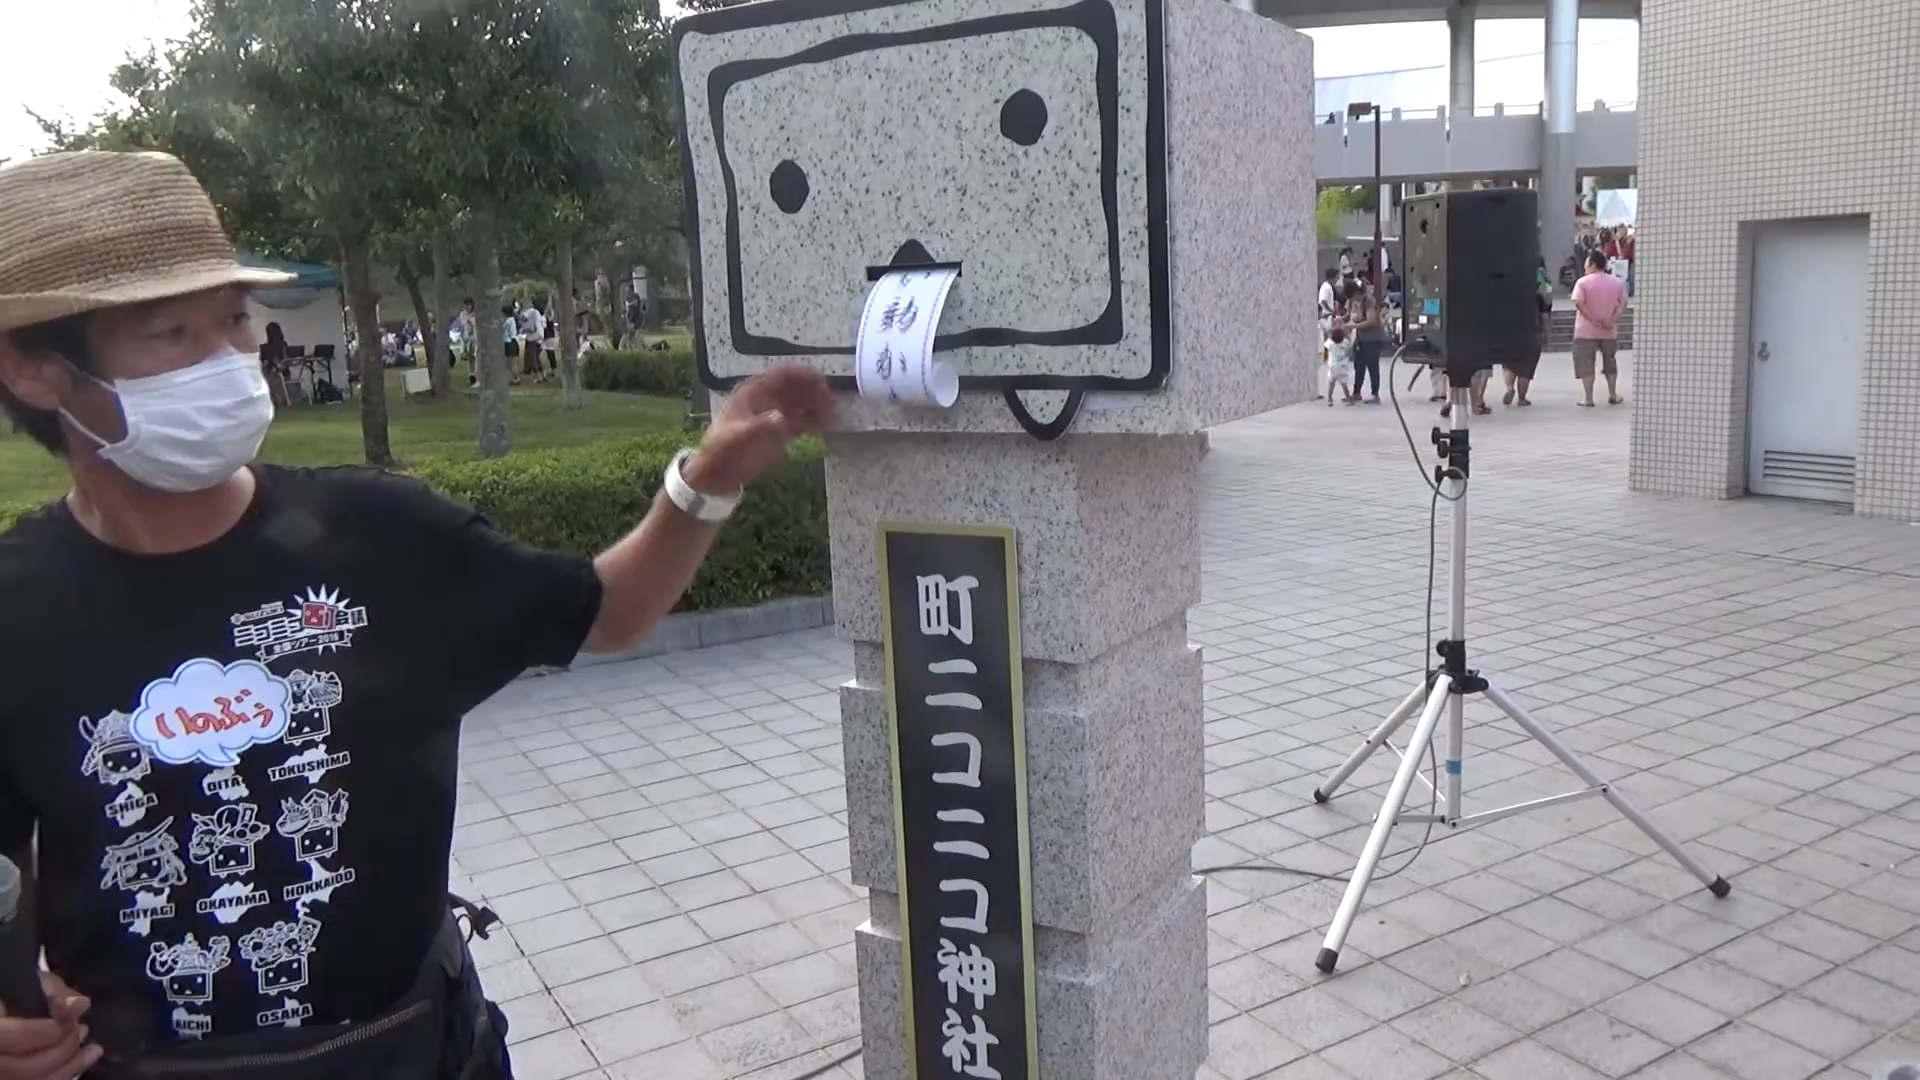 動
町ニコニコ神社
SUZUKI
ニコニコ町会議
全国ツアー2016
いのぶぅ
SHIGA
OITA
TOKUSHIMA
MIYAGI
OKAYAMA
HOKKAIDO
AICHI
OSAKA